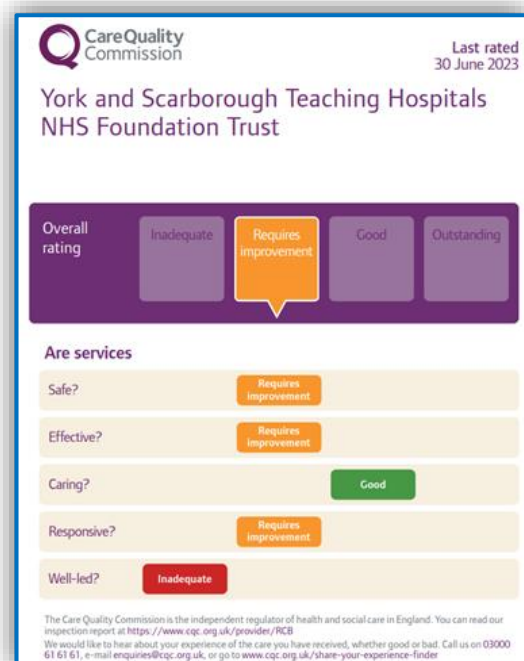 CareQuality
Commission
Last rated
30 June 2023
York and Scarborough Teaching Hospitals
NHS Foundation Trust
Overall
rating
Inadequate
Requires
improvement
Good
Outstanding
Are services
Safe?
Requires
improvement
Effective?
Requires
improvement
Caring?
Good
Responsive?
Requires
improvement
Well-led?
Inadequate
The Care Quality Commission is the independent regulator of health and social care in England. You can read our
inspection report at https://www.cqc.org.uk/provider/RCB
We would like to hear about your experience of the care you have received, whether good or bad. Call us on 03000
61 61 61, e-mail enquiries@cqc.org.uk, or go to www.cqc.org.uk/share-your-experience-finder